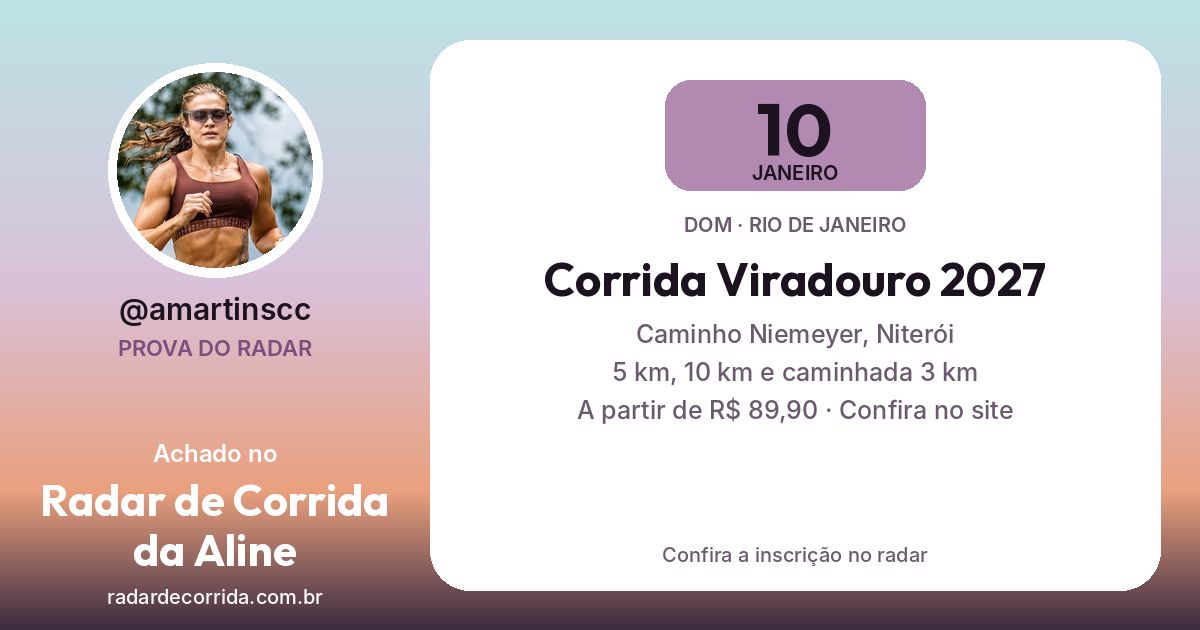 @amartinscc
PROVA DO RADAR
Achado no
Radar de Corrida
da Aline
radardecorrida.com.br
10
JANEIRO
DOM · RIO DE JANEIRO
Corrida Viradouro 2027
Caminho Niemeyer, Niterói
5 km, 10 km e caminhada 3 km
A partir de R$ 89,90 · Confira no site
Confira a inscrição no radar